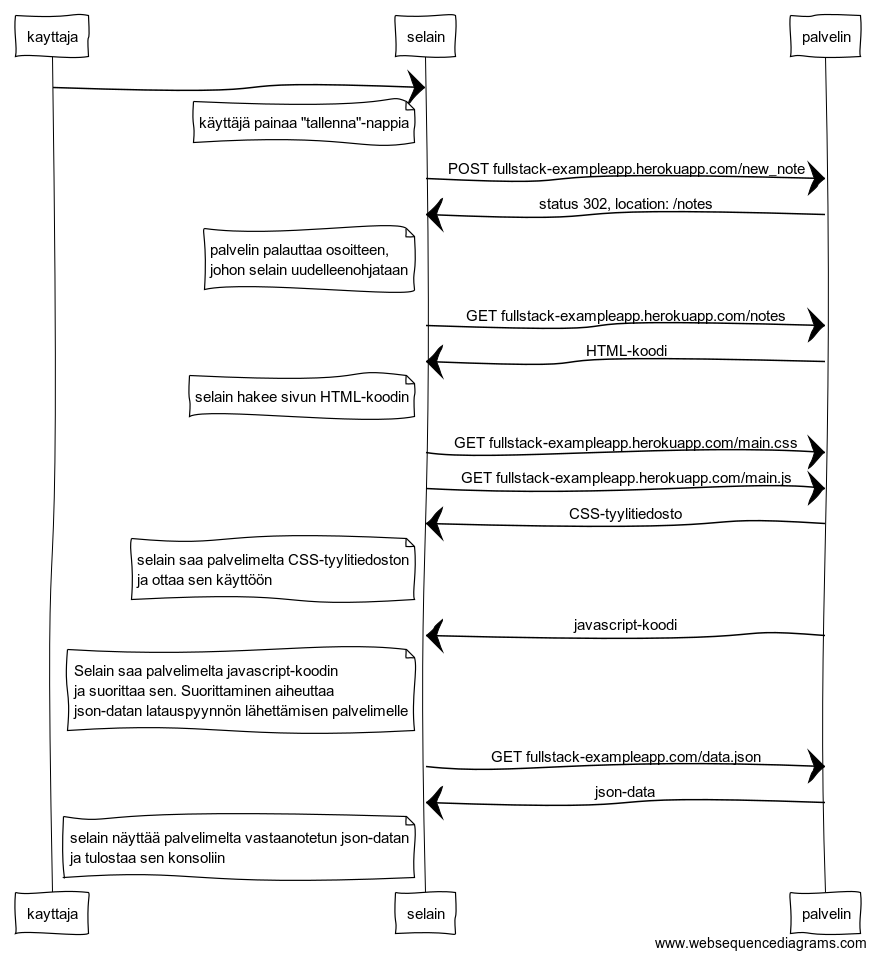 kayttaja
selain
palvelin
käyttäjä painaa "tallenna"-nappia
POST fullstack-exampleapp.herokuapp.com/new_note
status 302, location: /notes
palvelin palauttaa osoitteen,
johon selain uudelleenohjataan
GET fullstack-exampleapp.herokuapp.com/notes
HTML-koodi
selain hakee sivun HTML-koodin
GET fullstack-exampleapp.herokuapp.com/main.css
GET fullstack-exampleapp.herokuapp.com/main.js
CSS-tyylitiedosto
selain saa palvelimelta CSS-tyylitiedoston
ja ottaa sen käyttöön
javascript-koodi
Selain saa palvelimelta javascript-koodin
ja suorittaa sen. Suorittaminen aiheuttaa
json-datan latauspyynnön lähettämisen palvelimelle
GET fullstack-exampleapp.com/data.json
json-data
selain näyttää palvelimelta vastaanotetun json-datan
ja tulostaa sen konsoliin
kayttaja
selain
palvelin
www.websequencediagrams.com